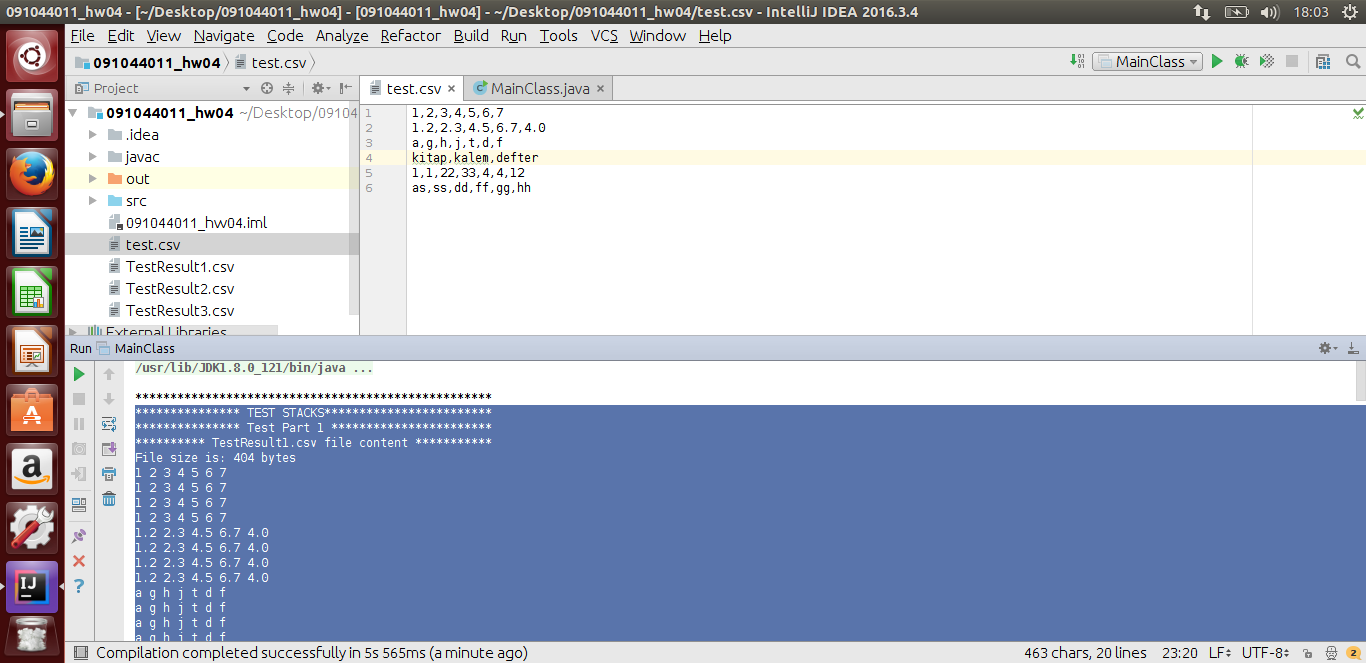 091044011_hw04 - [~/Desktop/091044011_hw04] - [091044011_hw04] - ~/Desktop/091044011_hw04/test.csv - IntelliJ IDEA 2016.3.4 18:03
File Edit View Navigate Code Analyze Refactor Build Run Tools VCS Window Help
091044011_hw04 test.csv MainClass
Project
test.csv × MainClass.java ×
091044011_hw04 ~/Desktop/09104
.idea
javac
out
src
091044011_hw04.iml
test.csv
TestResult1.csv
TestResult2.csv
TestResult3.csv
External Libraries
1 1,2,3,4,5,6,7
2 1.2,2.3,4.5,6.7,4.0
3 a,g,h,j,t,d,f
4 kitap,kalem,defter
5 1,1,22,33,4,4,12
6 as,ss,dd,ff,gg,hh
Run MainClass
/usr/lib/JDK1.8.0_121/bin/java ...
***************************************************
*************** TEST STACKS************************
*************** Test Part 1 ***********************
********** TestResult1.csv file content ***********
File size is: 404 bytes
1 2 3 4 5 6 7
1 2 3 4 5 6 7
1 2 3 4 5 6 7
1 2 3 4 5 6 7
1.2 2.3 4.5 6.7 4.0
1.2 2.3 4.5 6.7 4.0
1.2 2.3 4.5 6.7 4.0
1.2 2.3 4.5 6.7 4.0
a g h j t d f
a g h j t d f
a g h j t d f
a g h j t d f
Compilation completed successfully in 5s 565ms (a minute ago) 463 chars, 20 lines 23:20 LF UTF-8 2